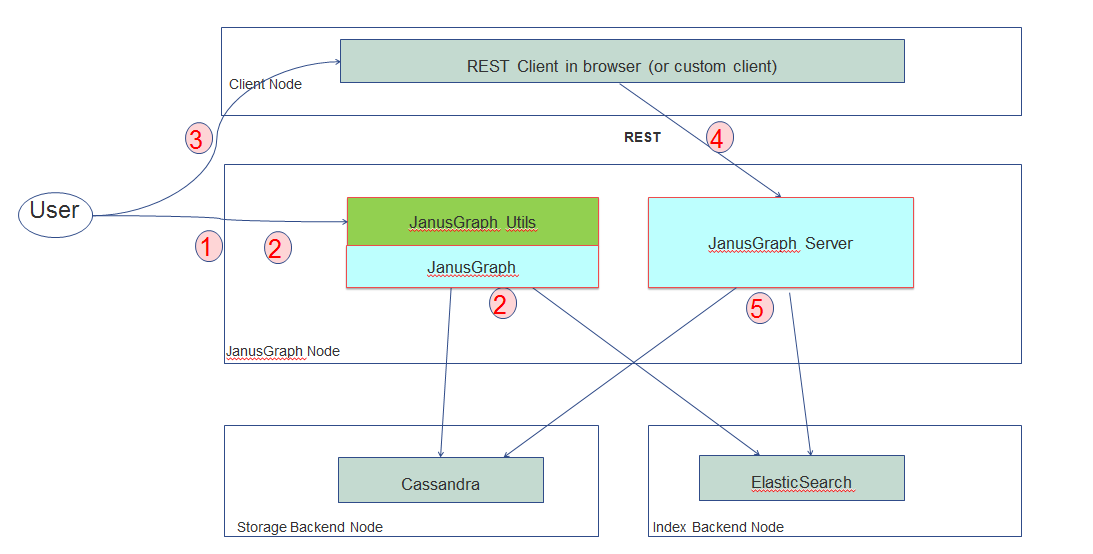 REST Client in browser (or custom client)
Client Node
3
REST
4
User
JanusGraph Utils
JanusGraph Server
1
2
JanusGraph
2
5
JanusGraph Node
Cassandra
ElasticSearch
Storage Backend Node
Index Backend Node